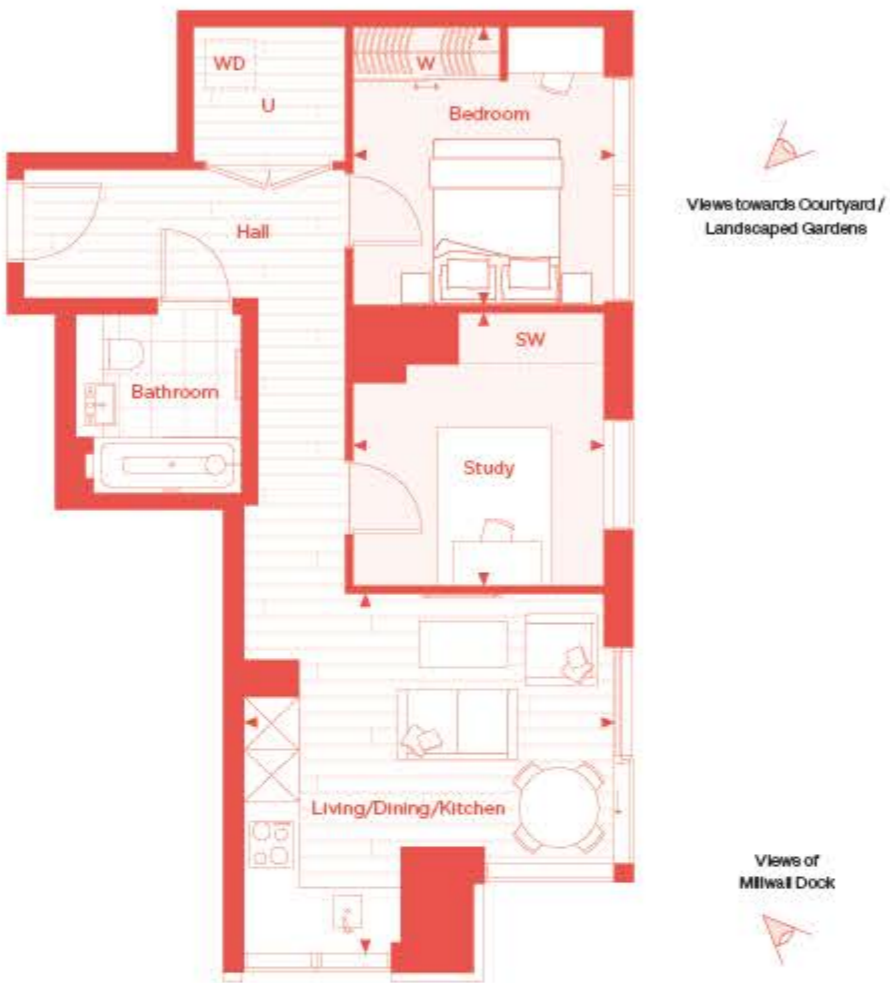 WD
U
W
Bedroom
Views towards Courtyard /
Landscaped Gardens
Hall
SW
Bathroom
Study
Living/Dining/Kitchen
Views of
Millwall Dock